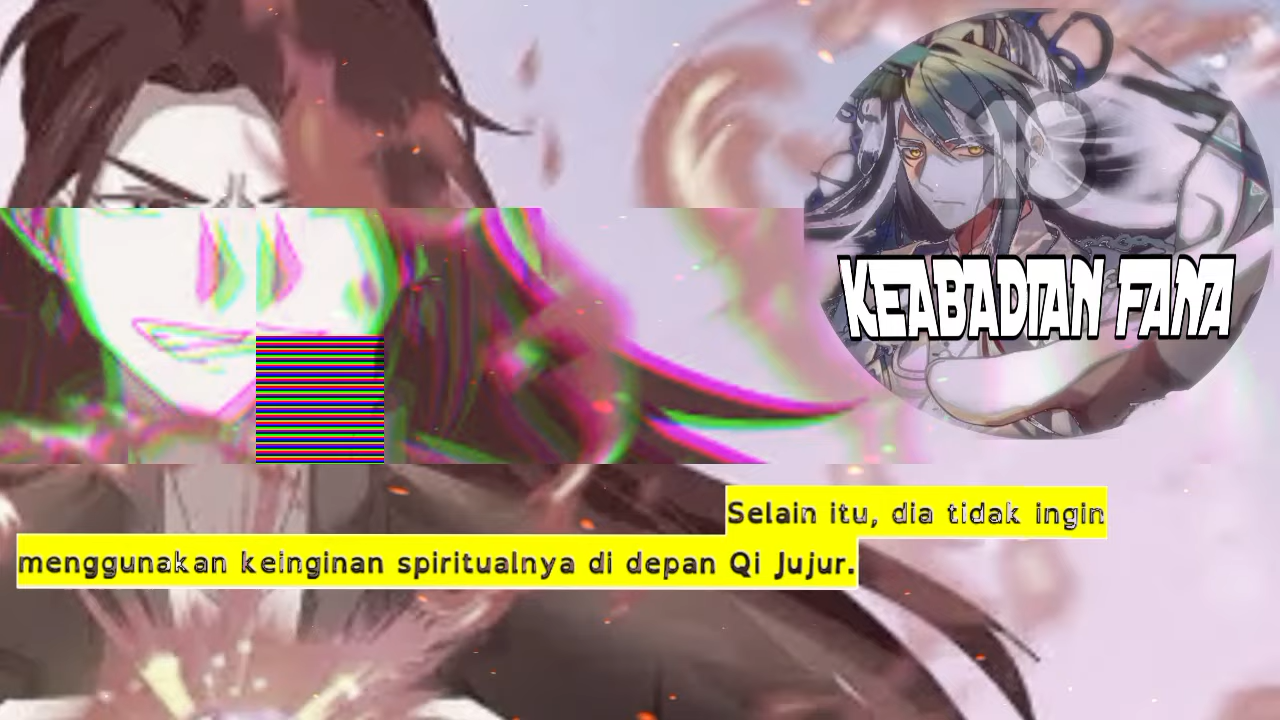 KEABADIAN FANA
Selain itu, dia tidak ingin
menggunakan keinginan spiritualnya di depan Qi Jujur.